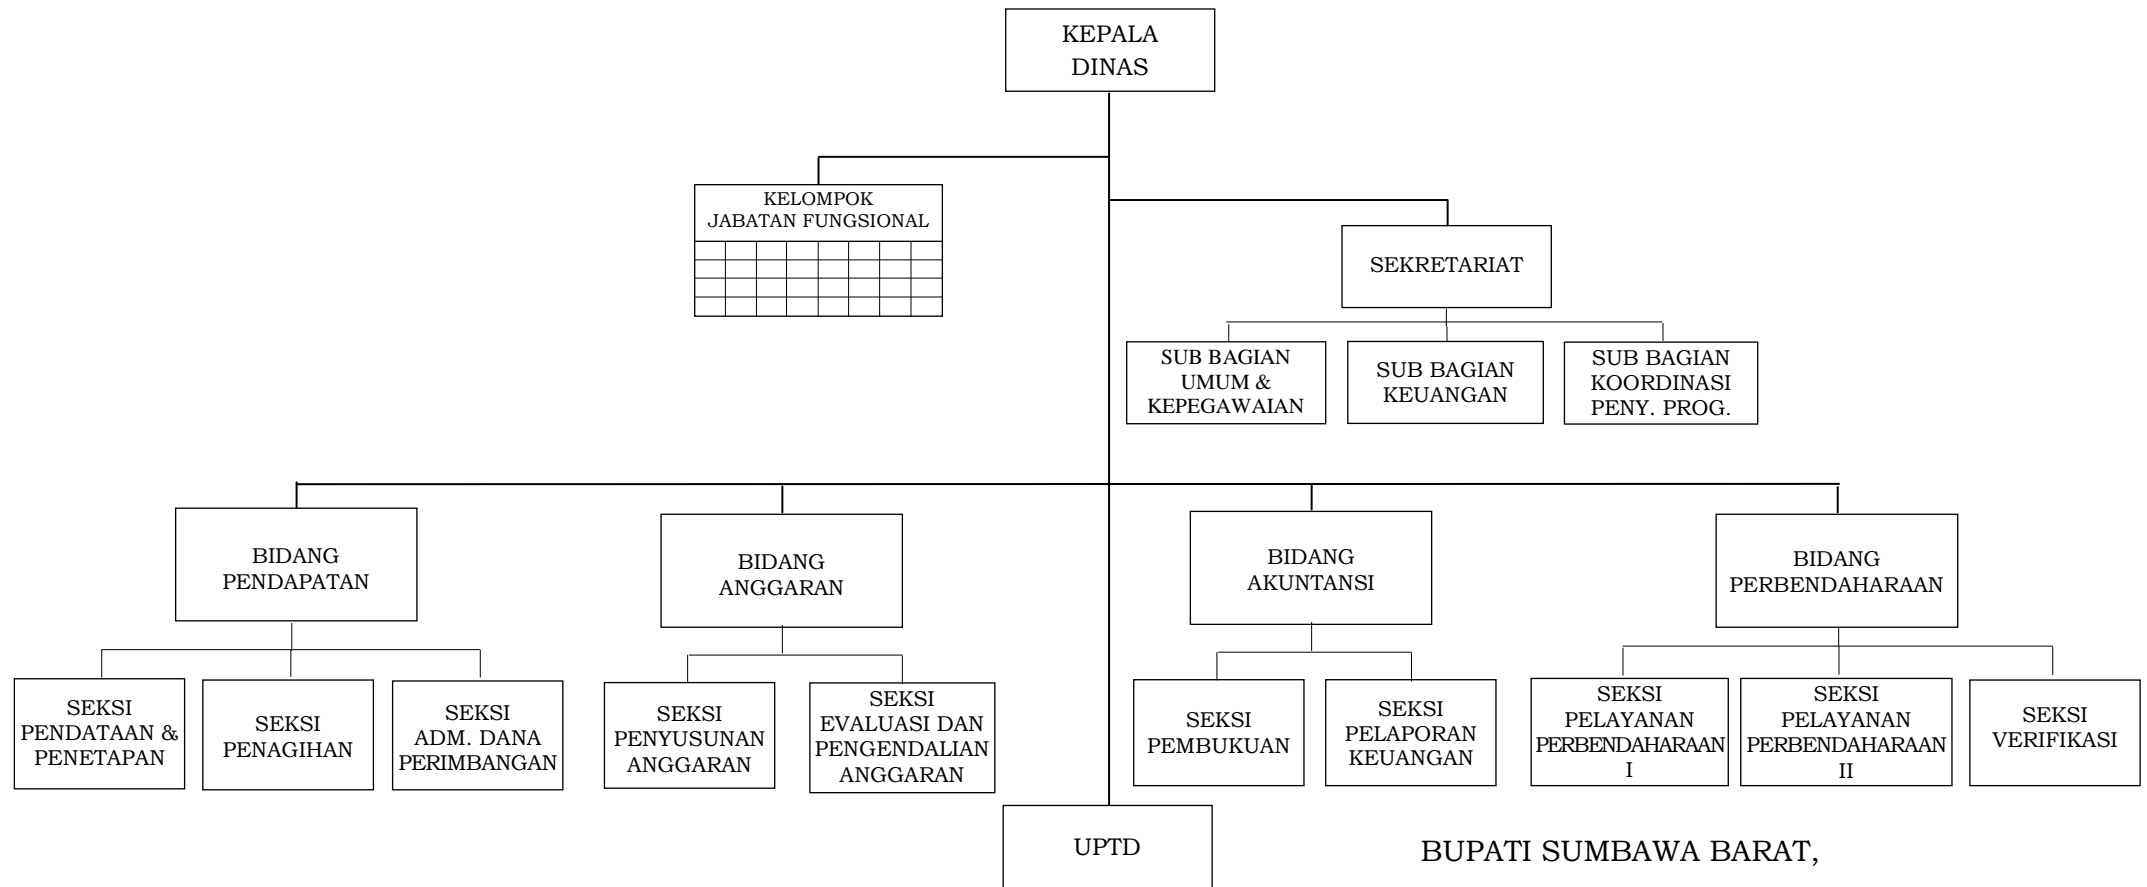 KEPALA
DINAS
KELOMPOK
JABATAN FUNGSIONAL
SEKRETARIAT
SUB BAGIAN
UMUM &
KEPEGAWAIAN
SUB BAGIAN
KEUANGAN
SUB BAGIAN
KOORDINASI
PENY. PROG.
BIDANG
PENDAPATAN
BIDANG
ANGGARAN
BIDANG
AKUNTANSI
BIDANG
PERBENDAHARAAN
SEKSI
PENDATAAN &
PENETAPAN
SEKSI
PENAGIHAN
SEKSI
ADM. DANA
PERIMBANGAN
SEKSI
PENYUSUNAN
ANGGARAN
SEKSI
EVALUASI DAN
PENGENDALIAN
ANGGARAN
SEKSI
PEMBUKUAN
SEKSI
PELAPORAN
KEUANGAN
SEKSI
PELAYANAN
PERBENDAHARAAN
I
SEKSI
PELAYANAN
PERBENDAHARAAN
II
SEKSI
VERIFIKASI
UPTD
BUPATI SUMBAWA BARAT,